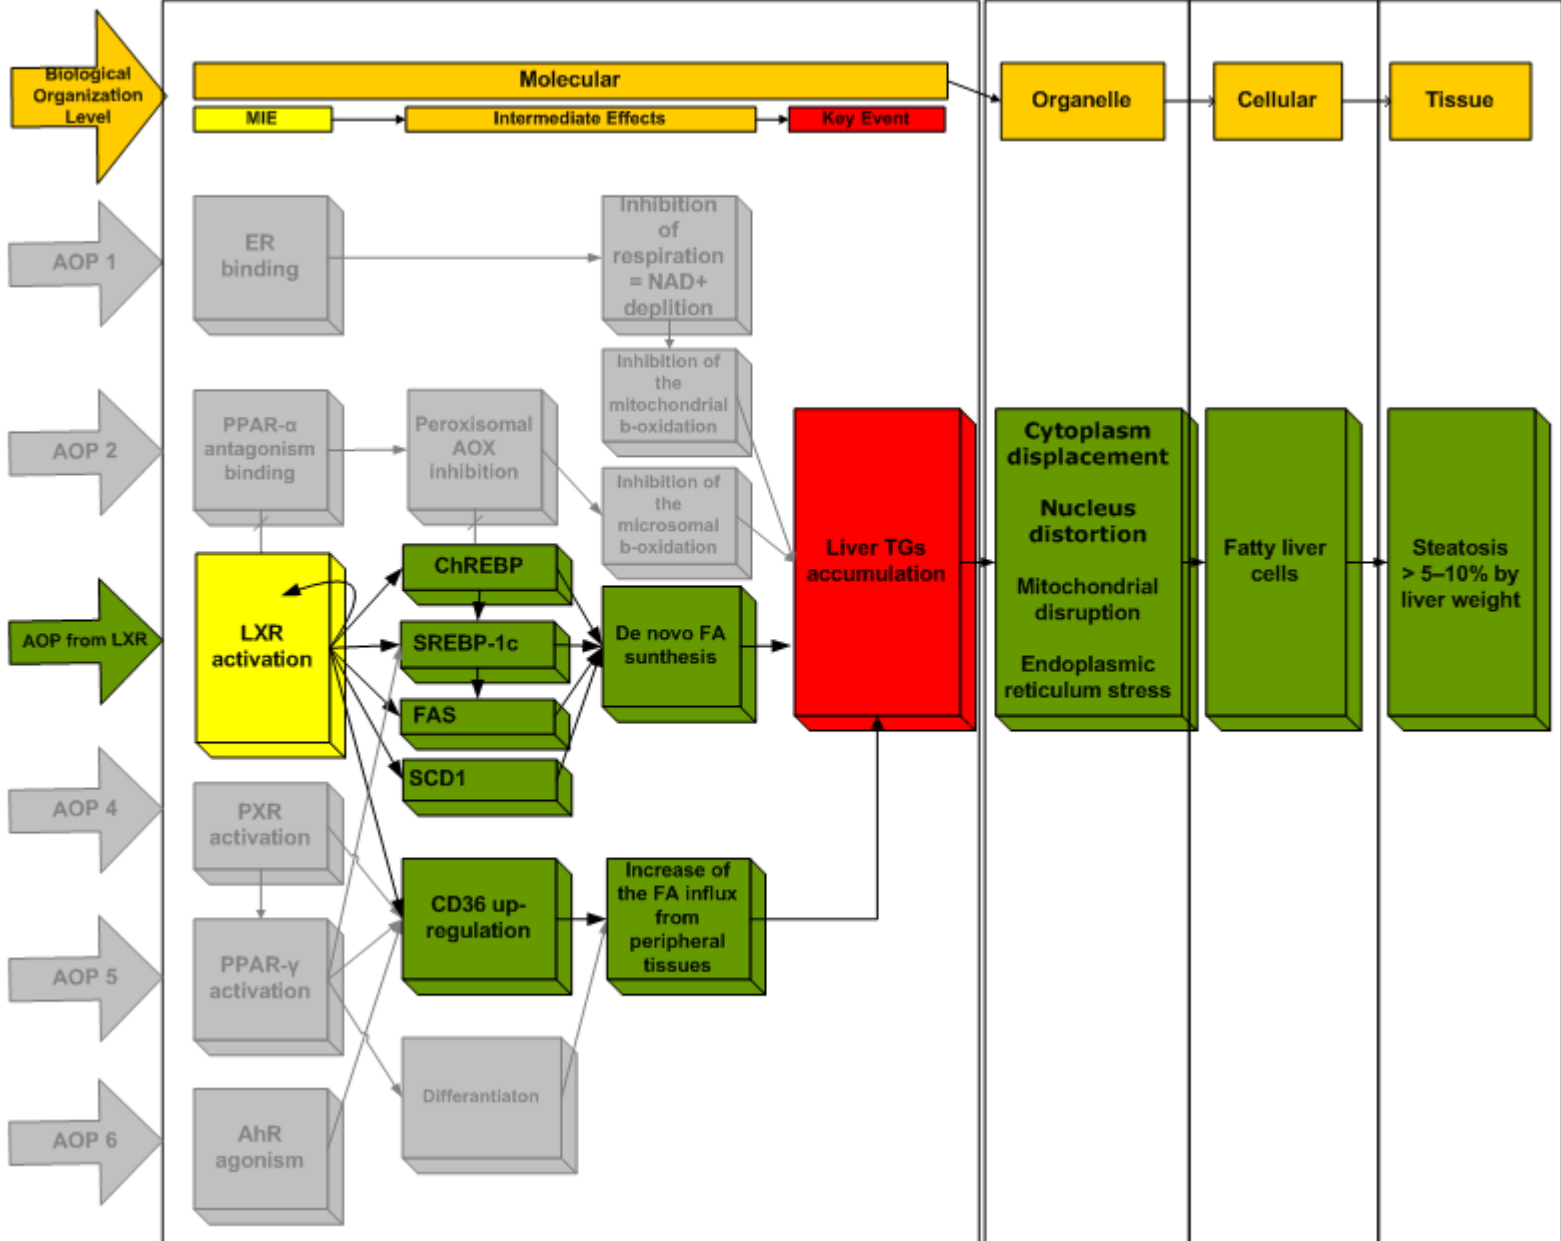 Biological
Organization
Level
Molecular
MIE
Intermediate Effects
Key Event
Organelle
Cellular
Tissue
AOP 1
ER
binding
Inhibition
of
respiration
= NAD+
deplition
Inhibition of
the
mitochondrial
b-oxidation
AOP 2
PPAR-α
antagonism
binding
Peroxisomal
AOX
inhibition
Inhibition of
the
microsomal
b-oxidation
AOP from LXR
LXR
activation
ChREBP
SREBP-1c
FAS
SCD1
De novo FA
sunthesis
Liver TGs
accumulation
Cytoplasm
displacement
Nucleus
distortion
Mitochondrial
disruption
Endoplasmic
reticulum stress
Fatty liver
cells
Steatosis
> 5–10% by
liver weight
AOP 4
PXR
activation
CD36 up-
regulation
Increase of
the FA influx
from
peripheral
tissues
AOP 5
PPAR-γ
activation
Differantiaton
AOP 6
AhR
agonism